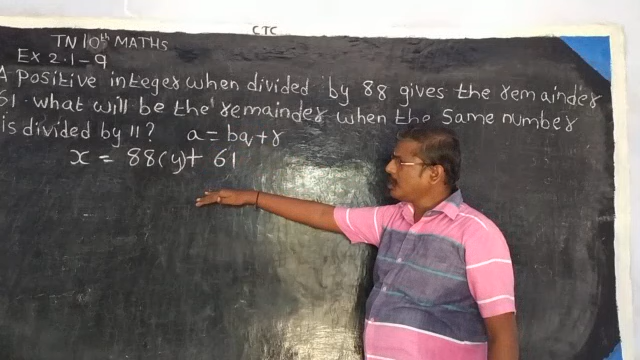 CTC
TN 10th MATHS
Ex 2.1-9
A Positive integer when divided by 88 gives the remainder
61. what will be the remainder when the same number
is divided by 11? a = bq + r
x = 88(y) + 61